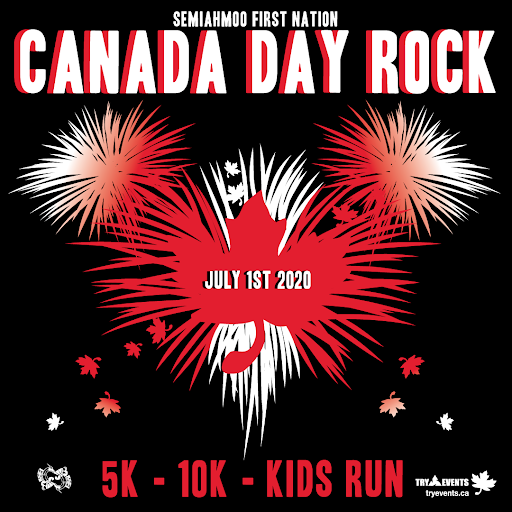 SEMIAHMOO FIRST NATION
CANADA DAY ROCK
JULY 1ST 2020
5K - 10K - KIDS RUN
TRY EVENTS
tryevents.ca